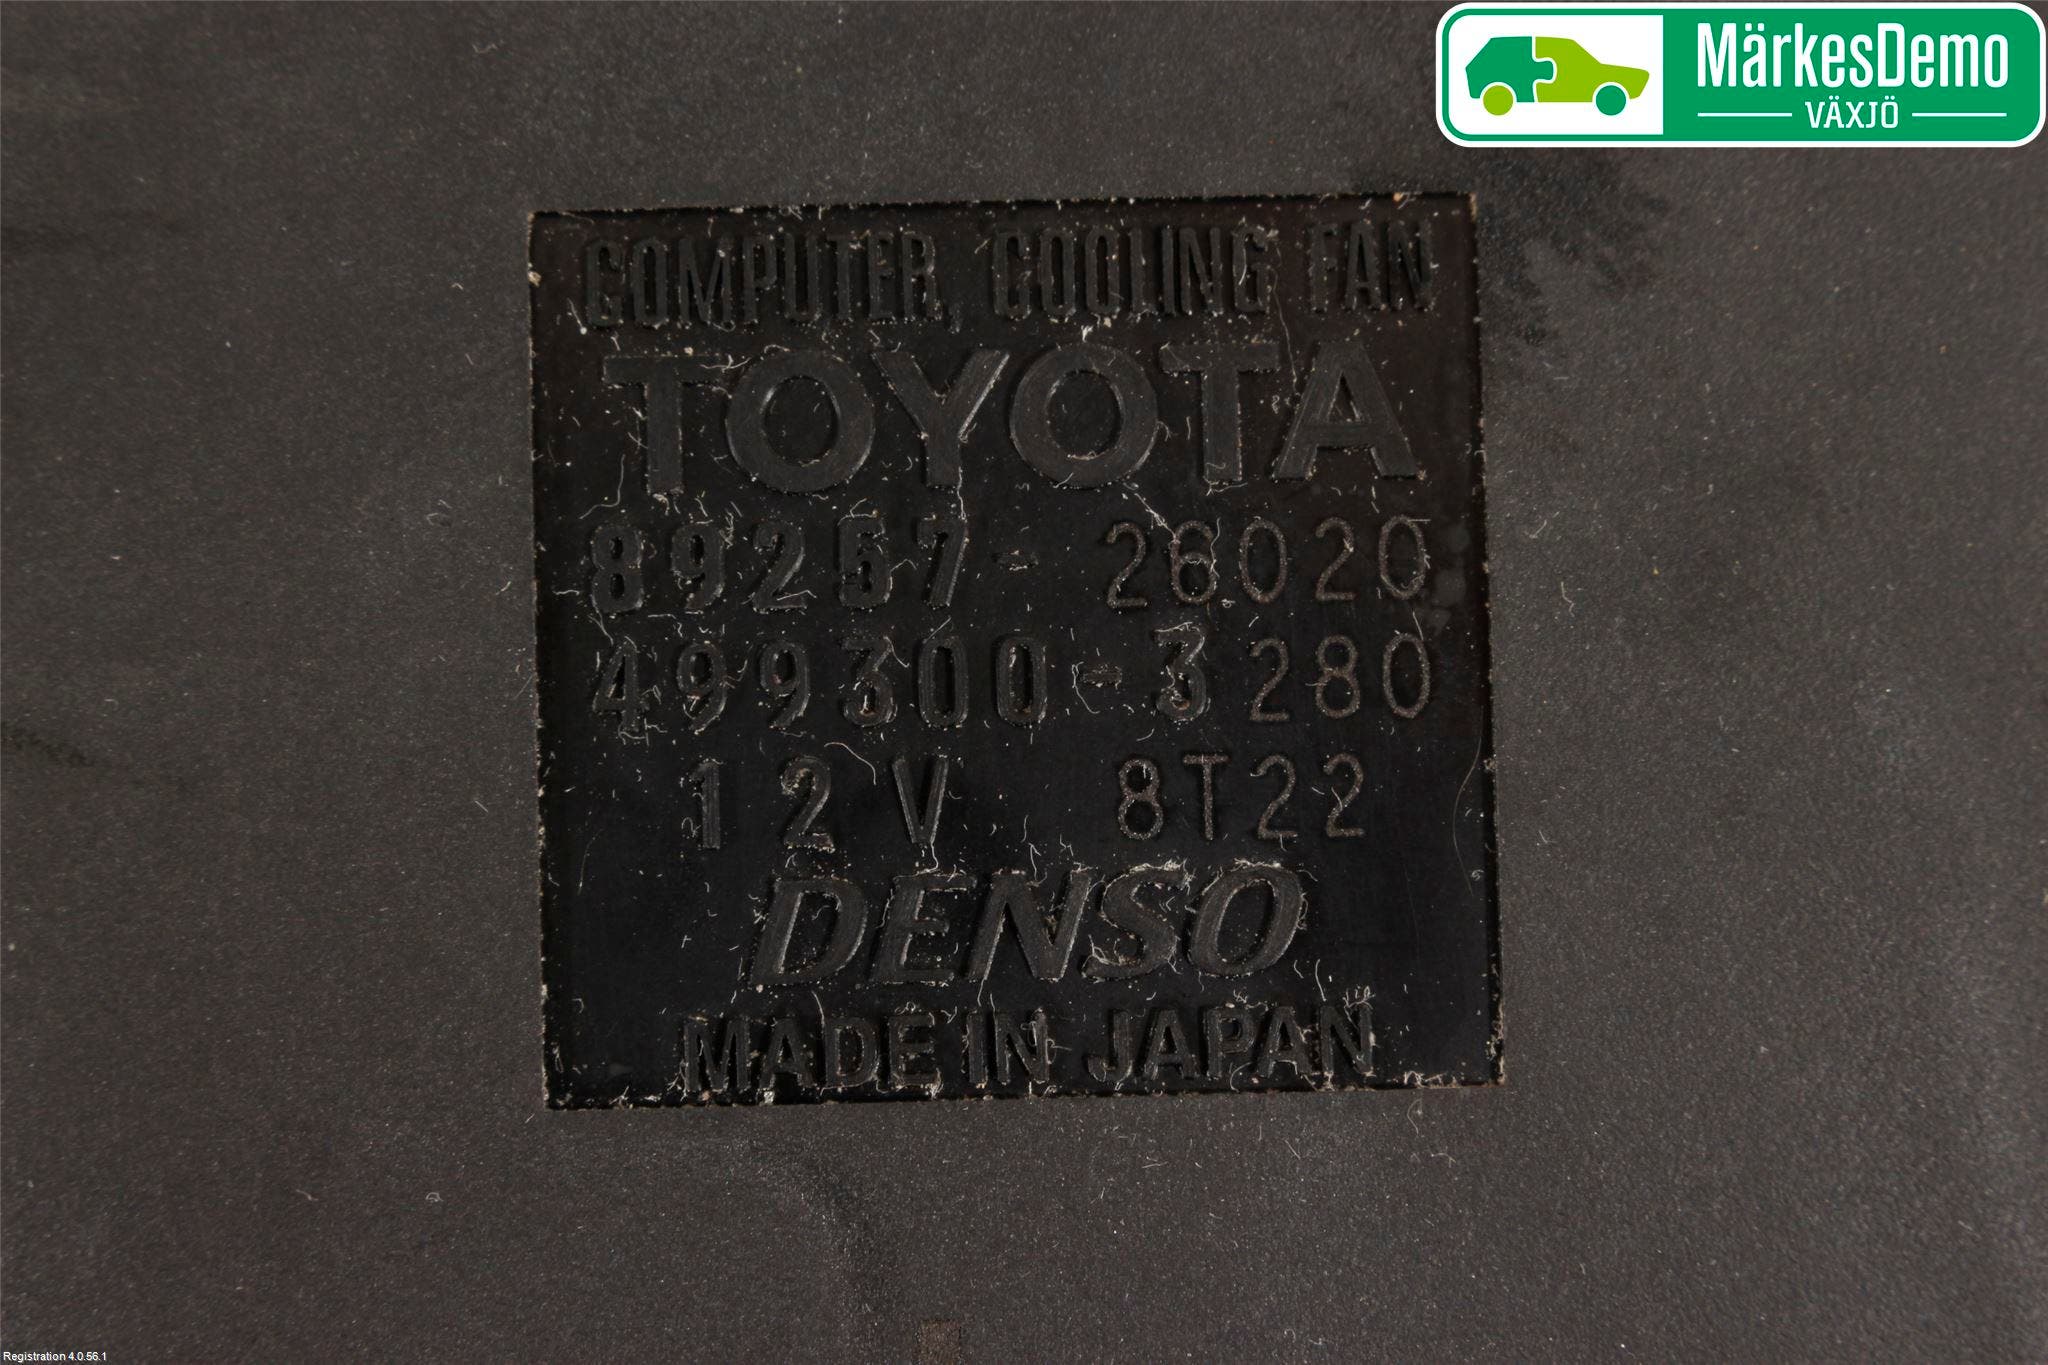 MärkesDemo
VÄXJÖ
COMPUTER, COOLING FAN
TOYOTA
89257-26020
499300-3280
12V 8T22
DENSO
MADE IN JAPAN
Registration 4.0.56.1